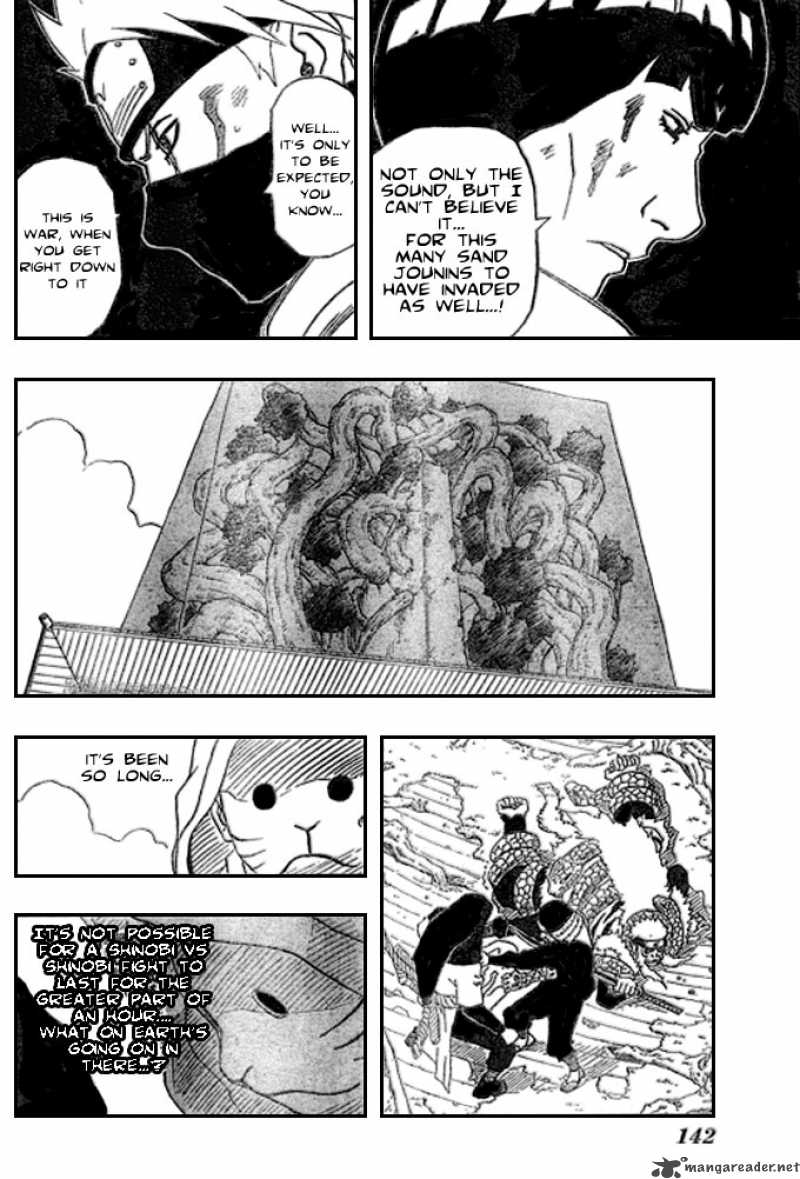 NOT ONLY THE
SOUND, BUT I
CAN'T BELIEVE
IT...
FOR THIS
MANY SAND
JOUNINS TO
HAVE INVADED
AS WELL...!
WELL...
IT'S ONLY
TO BE
EXPECTED,
YOU
KNOW...
THIS IS
WAR, WHEN
YOU GET
RIGHT DOWN
TO IT
IT'S BEEN
SO LONG...
IT'S NOT POSSIBLE
FOR A SHINOBI VS
SHINOBI FIGHT TO
LAST FOR THE
GREATER PART OF
AN HOUR....
WHAT ON EARTH'S
GOING ON IN
THERE...?
142
mangareader.net